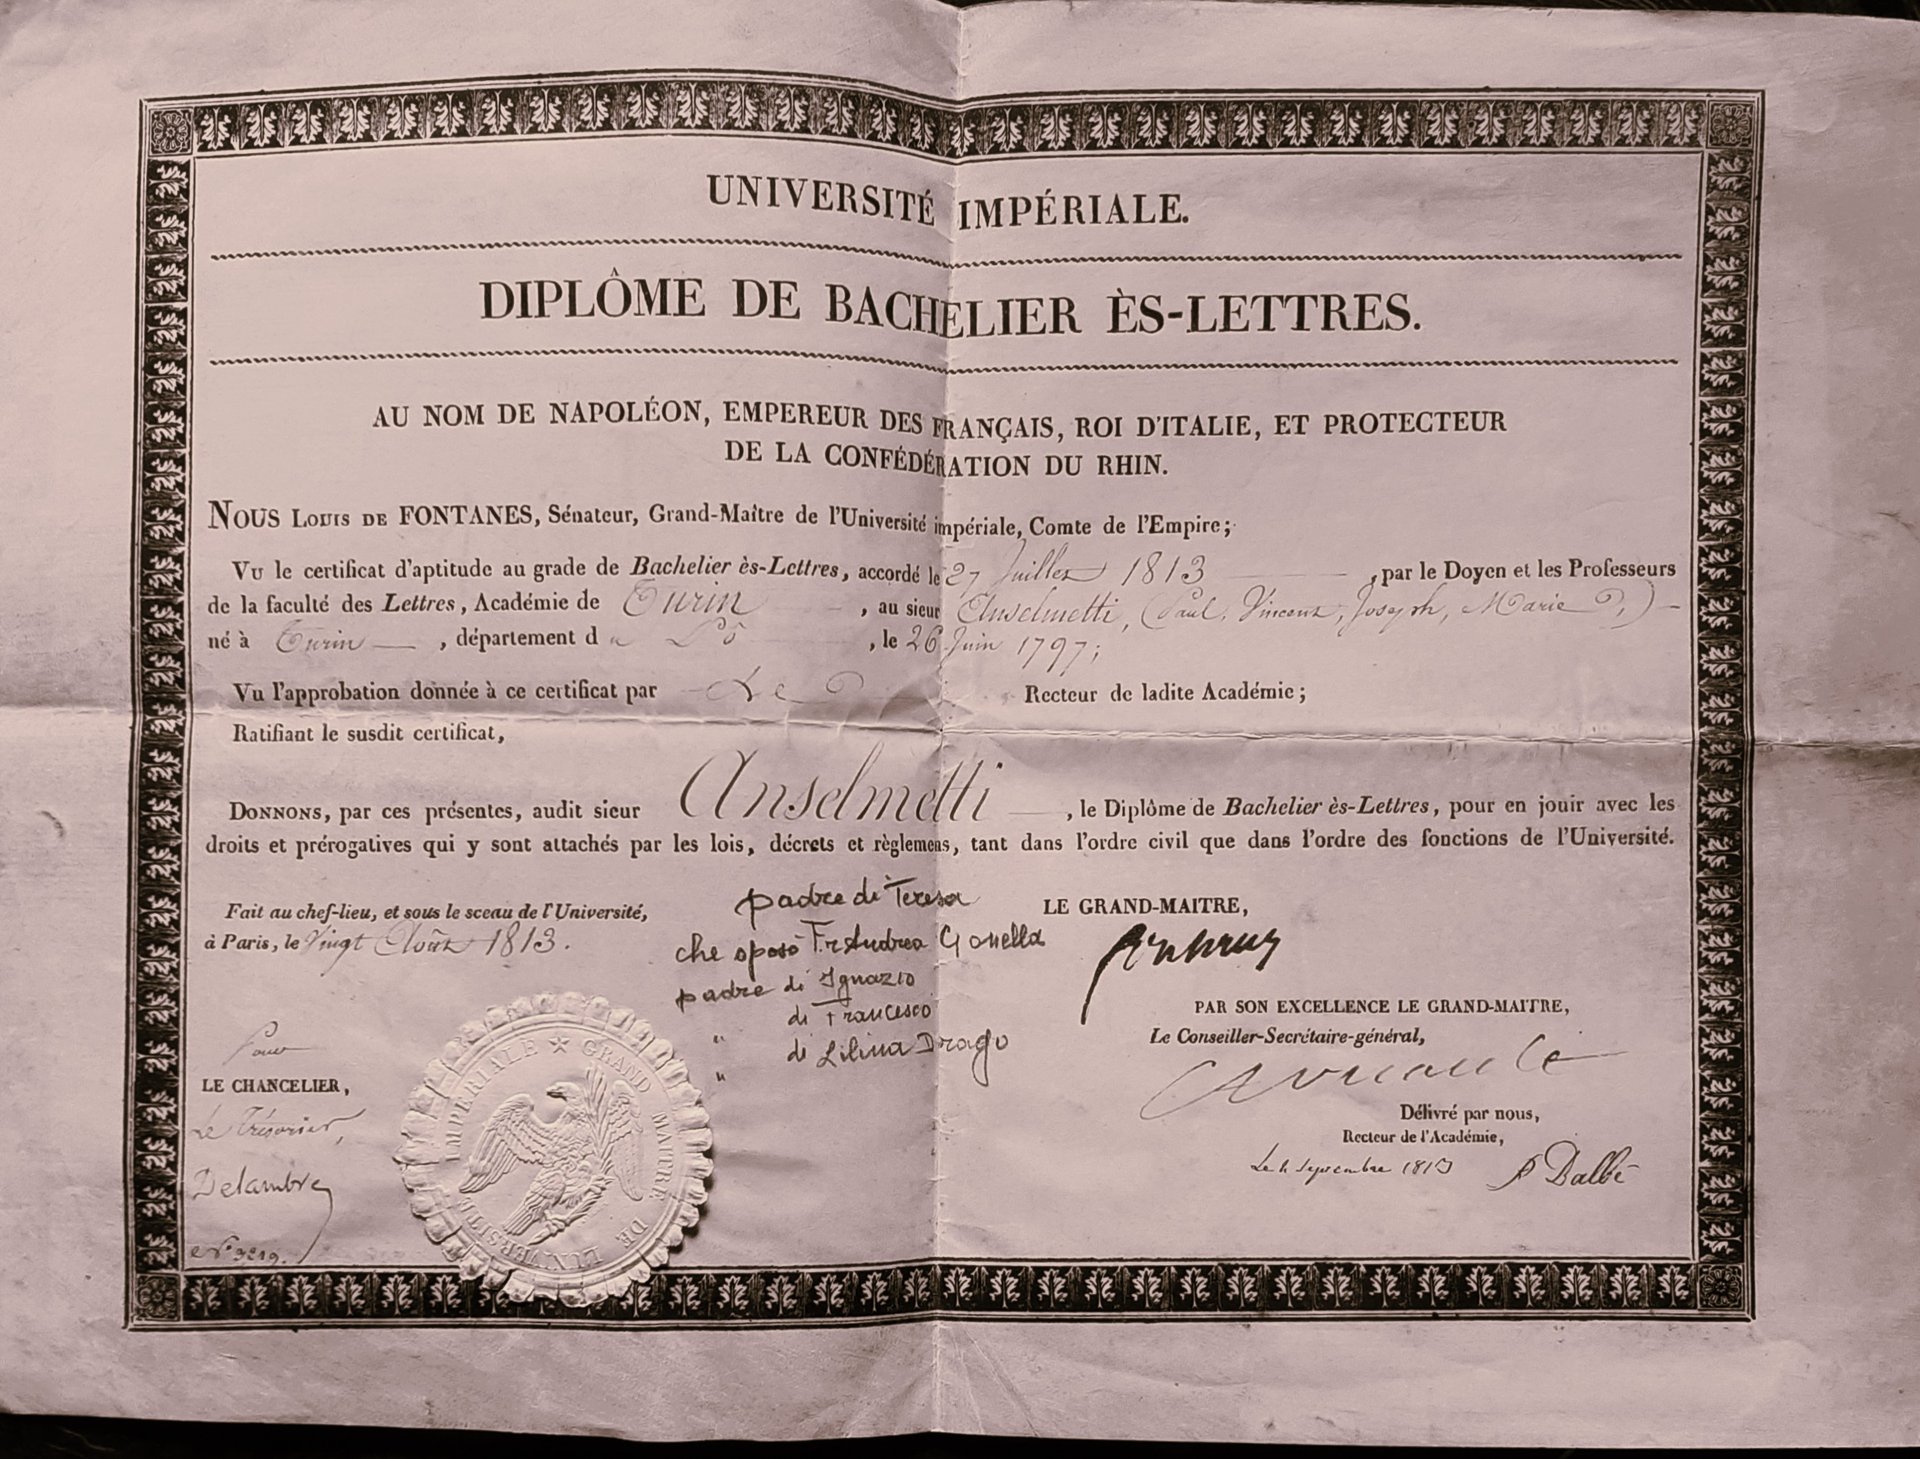 UNIVERSITÉ IMPÉRIALE.
DIPLÔME DE BACHELIER ÈS-LETTRES.
AU NOM DE NAPOLÉON, EMPEREUR DES FRANÇAIS, ROI D'ITALIE, ET PROTECTEUR
DE LA CONFÉDÉRATION DU RHIN.
NOUS LOUIS DE FONTANES, Sénateur, Grand-Maître de l'Université impériale, Comte de l'Empire;
VU le certificat d'aptitude au grade de Bachelier ès-Lettres, accordé le 27 Juillet 1813, par le Doyen et les Professeurs
de la faculté des Lettres, Académie de Turin, au sieur Anselmetti, (Paul, Vincent, Joseph, Marie)
né à Turin, département du Pô, le 26 Juin 1797;
Vu l'approbation donnée à ce certificat par Le Recteur de ladite Académie;
Ratifiant le susdit certificat,
DONNONS, par ces présentes, audit sieur Anselmetti, le Diplôme de Bachelier ès-Lettres, pour en jouir avec les
droits et prérogatives qui y sont attachés par les lois, décrets et règlemens, tant dans l'ordre civil que dans l'ordre des fonctions de l'Université.
Fait au chef-lieu, et sous le sceau de l'Université,
à Paris, le Vingt Août 1813.
padre di Teresa
che sposò Fr Andrea Gonella
padre di Ignazio
" di Francesco
" di Lilina Drago
Pour
LE CHANCELIER,
Le Trésorier,
Delambre
GRAND MAITRE DE L'UNIVERSITÉ IMPERIALE
LE GRAND-MAITRE,
PAR SON EXCELLENCE LE GRAND-MAITRE,
Le Conseiller-Secrétaire-général,
Délivré par nous,
Recteur de l'Académie,
Septembre 1813
Balbe